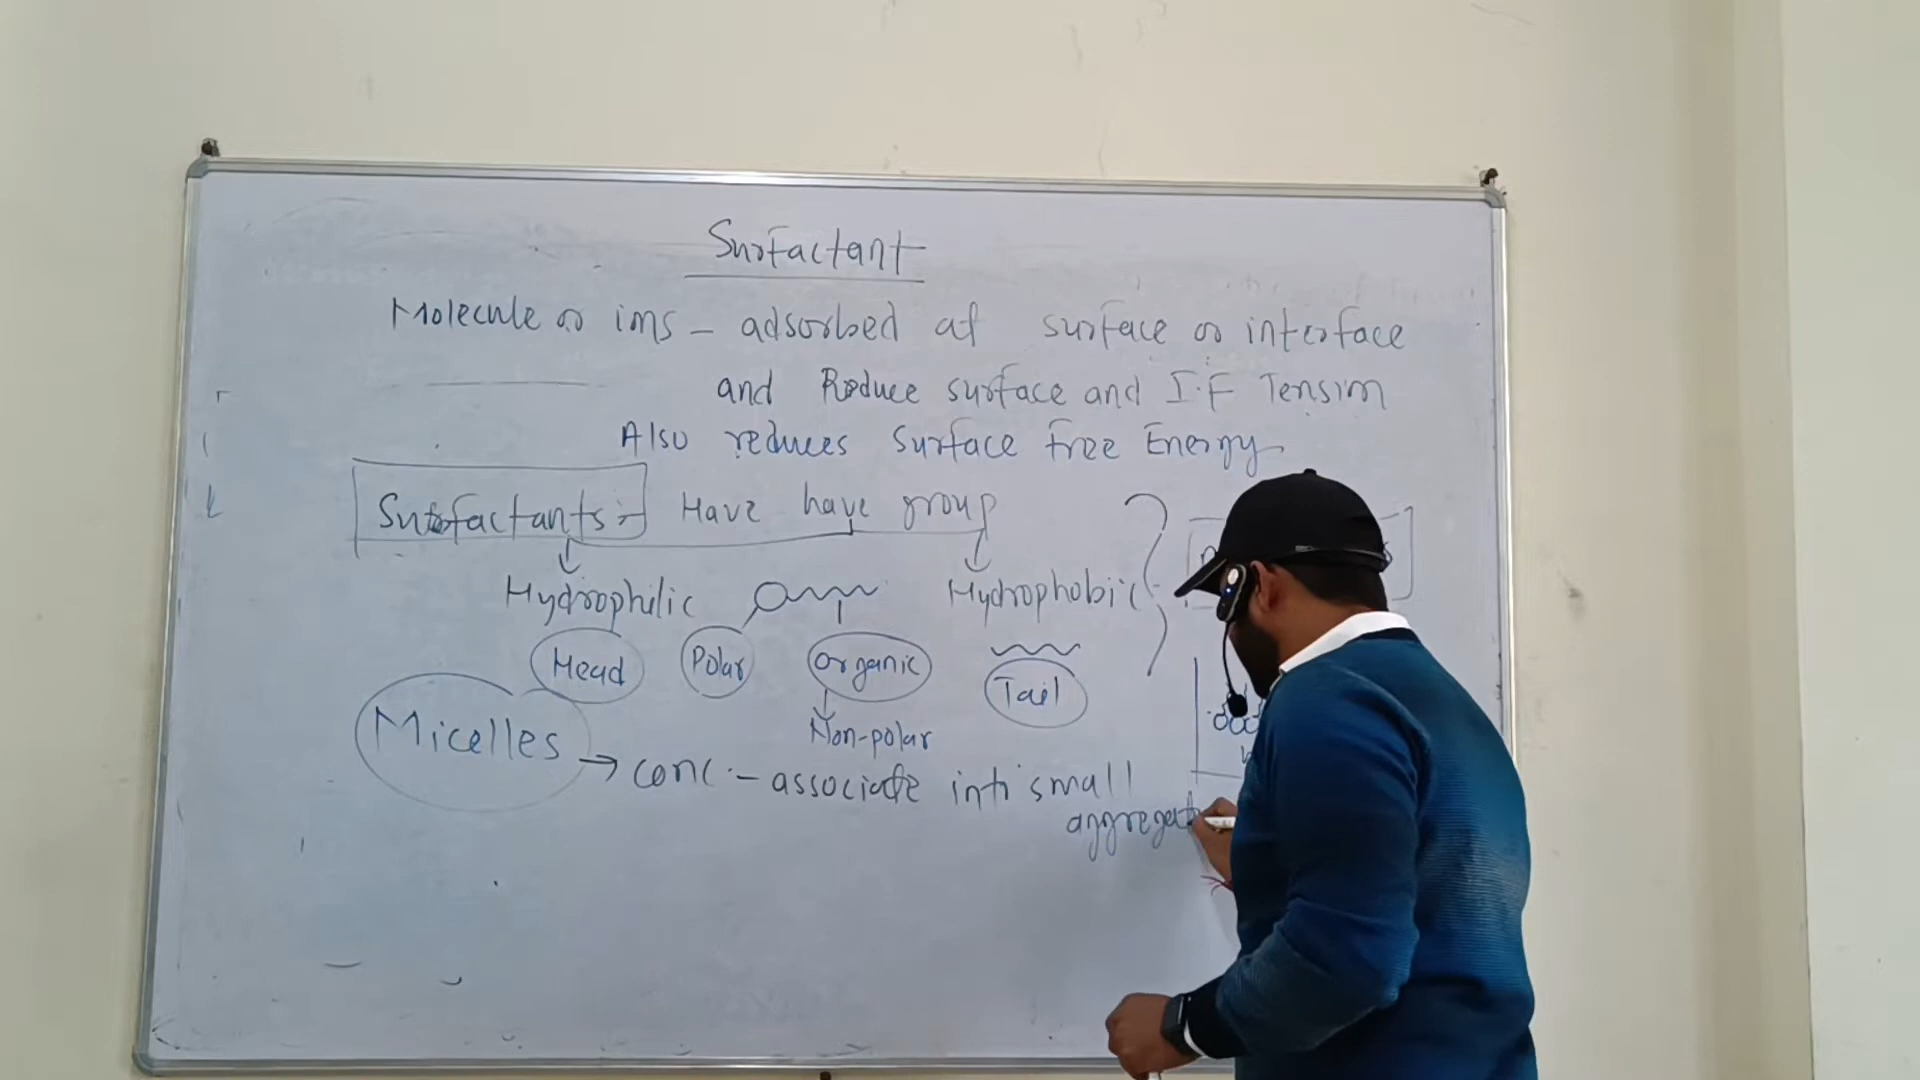 Surfactant
Molecule or ions - adsorbed at surface or interface
and Reduce surface and I.F Tension
Also reduces Surface Free Energy
Surfactants:- Have have group
Hydrophilic Hydrophobic
Head Polar organic Tail
Non-polar
Micelles → conc. - associate into small
aggregat